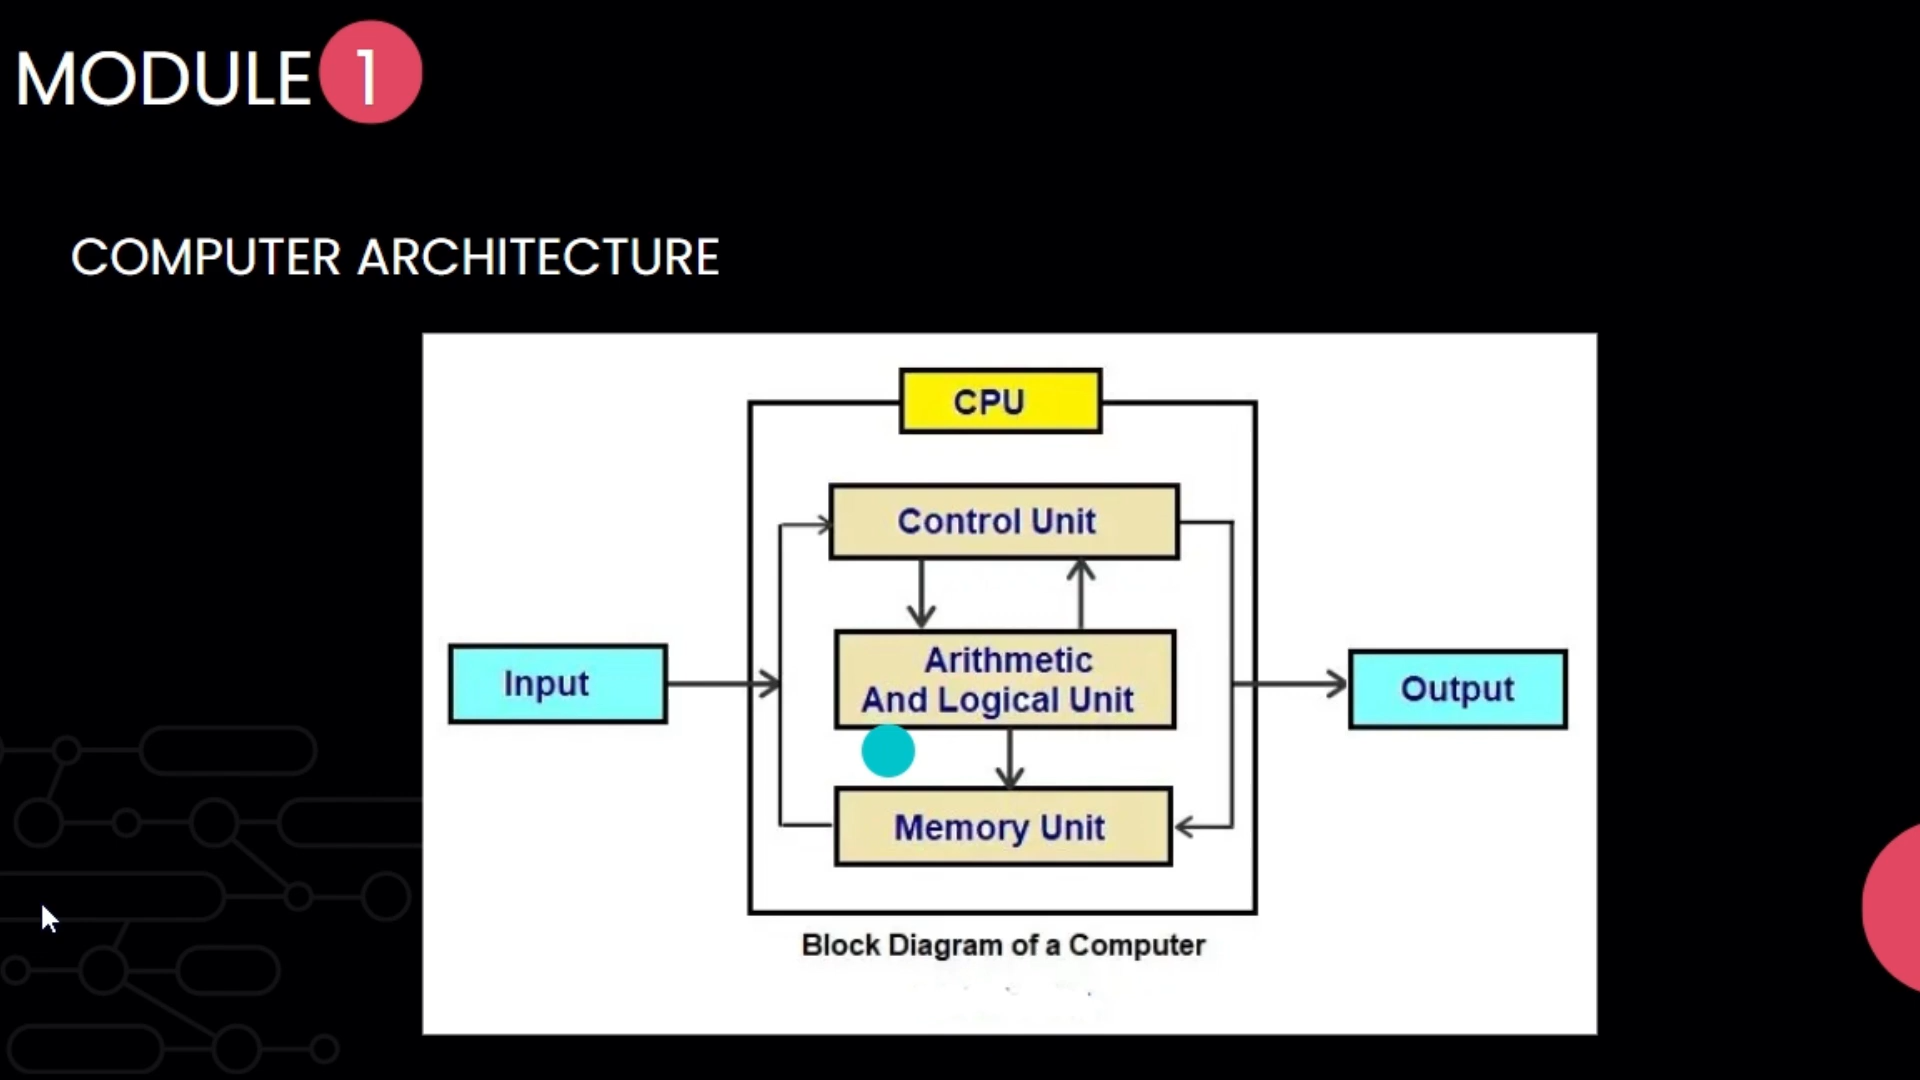 MODULE 1
COMPUTER ARCHITECTURE
CPU
Control Unit
Arithmetic
And Logical Unit
Input
Output
Memory Unit
Block Diagram of a Computer